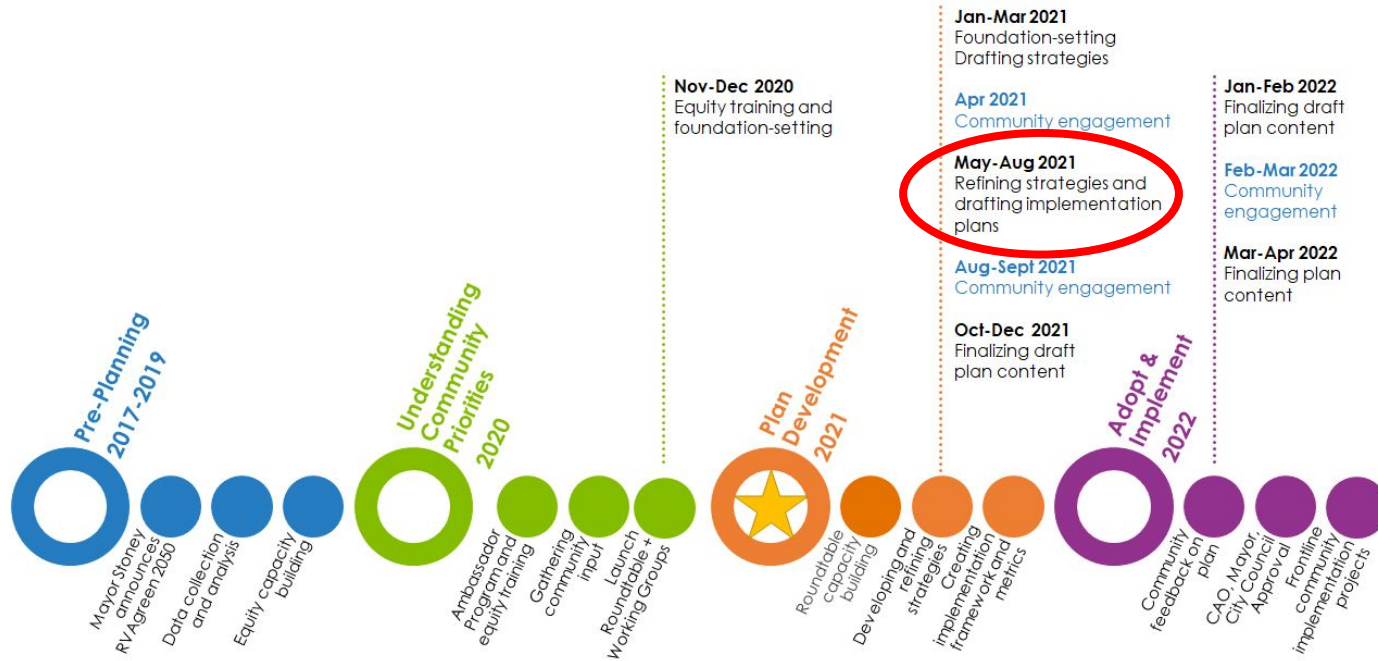 Pre-Planning
2017-2019
Mayor Stoney
announces
RVAgreen 2050
Data collection
and analysis
Equity capacity
building
Understanding
Community
Priorities
2020
Ambassador
Program and
equity training
Gathering
community
input
Launch
Roundtable +
Working Groups
Nov-Dec 2020
Equity training and
foundation-setting
Plan
Development
2021
Roundtable
capacity
building
Developing and
refining
strategies
Creating
implementation
framework and
metrics
Jan-Mar 2021
Foundation-setting
Drafting strategies
Apr 2021
Community engagement
May-Aug 2021
Refining strategies and
drafting implementation
plans
Aug-Sept 2021
Community engagement
Oct-Dec 2021
Finalizing draft
plan content
Adopt &
Implement
2022
Community
feedback on
plan
CAO, Mayor,
City Council
Approval
Frontline
community
implementation
projects
Jan-Feb 2022
Finalizing draft
plan content
Feb-Mar 2022
Community
engagement
Mar-Apr 2022
Finalizing plan
content